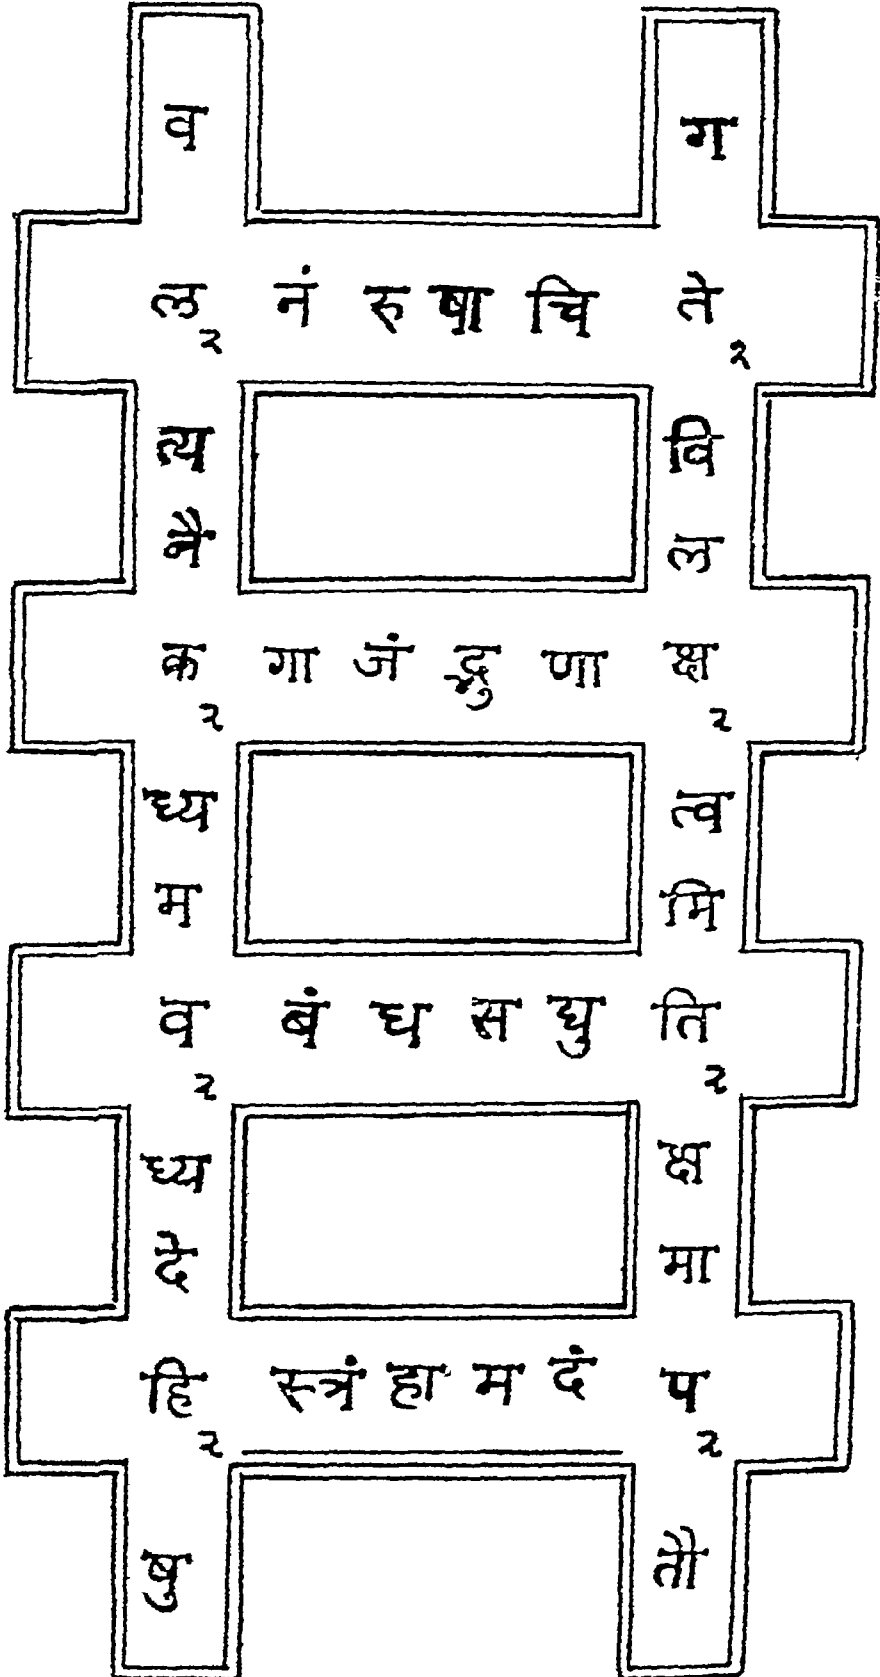 व ग
ल२ नं रु षा चि ते२
त्य वि
नै ल
क२ गा जं द्रु णा क्ष२
ध्य त्व
म मि
व२ बं ध स द्यु ति२
ध्य क्ष
दे मा
हि२ स्त्रं हा म दं प२
षु तौ